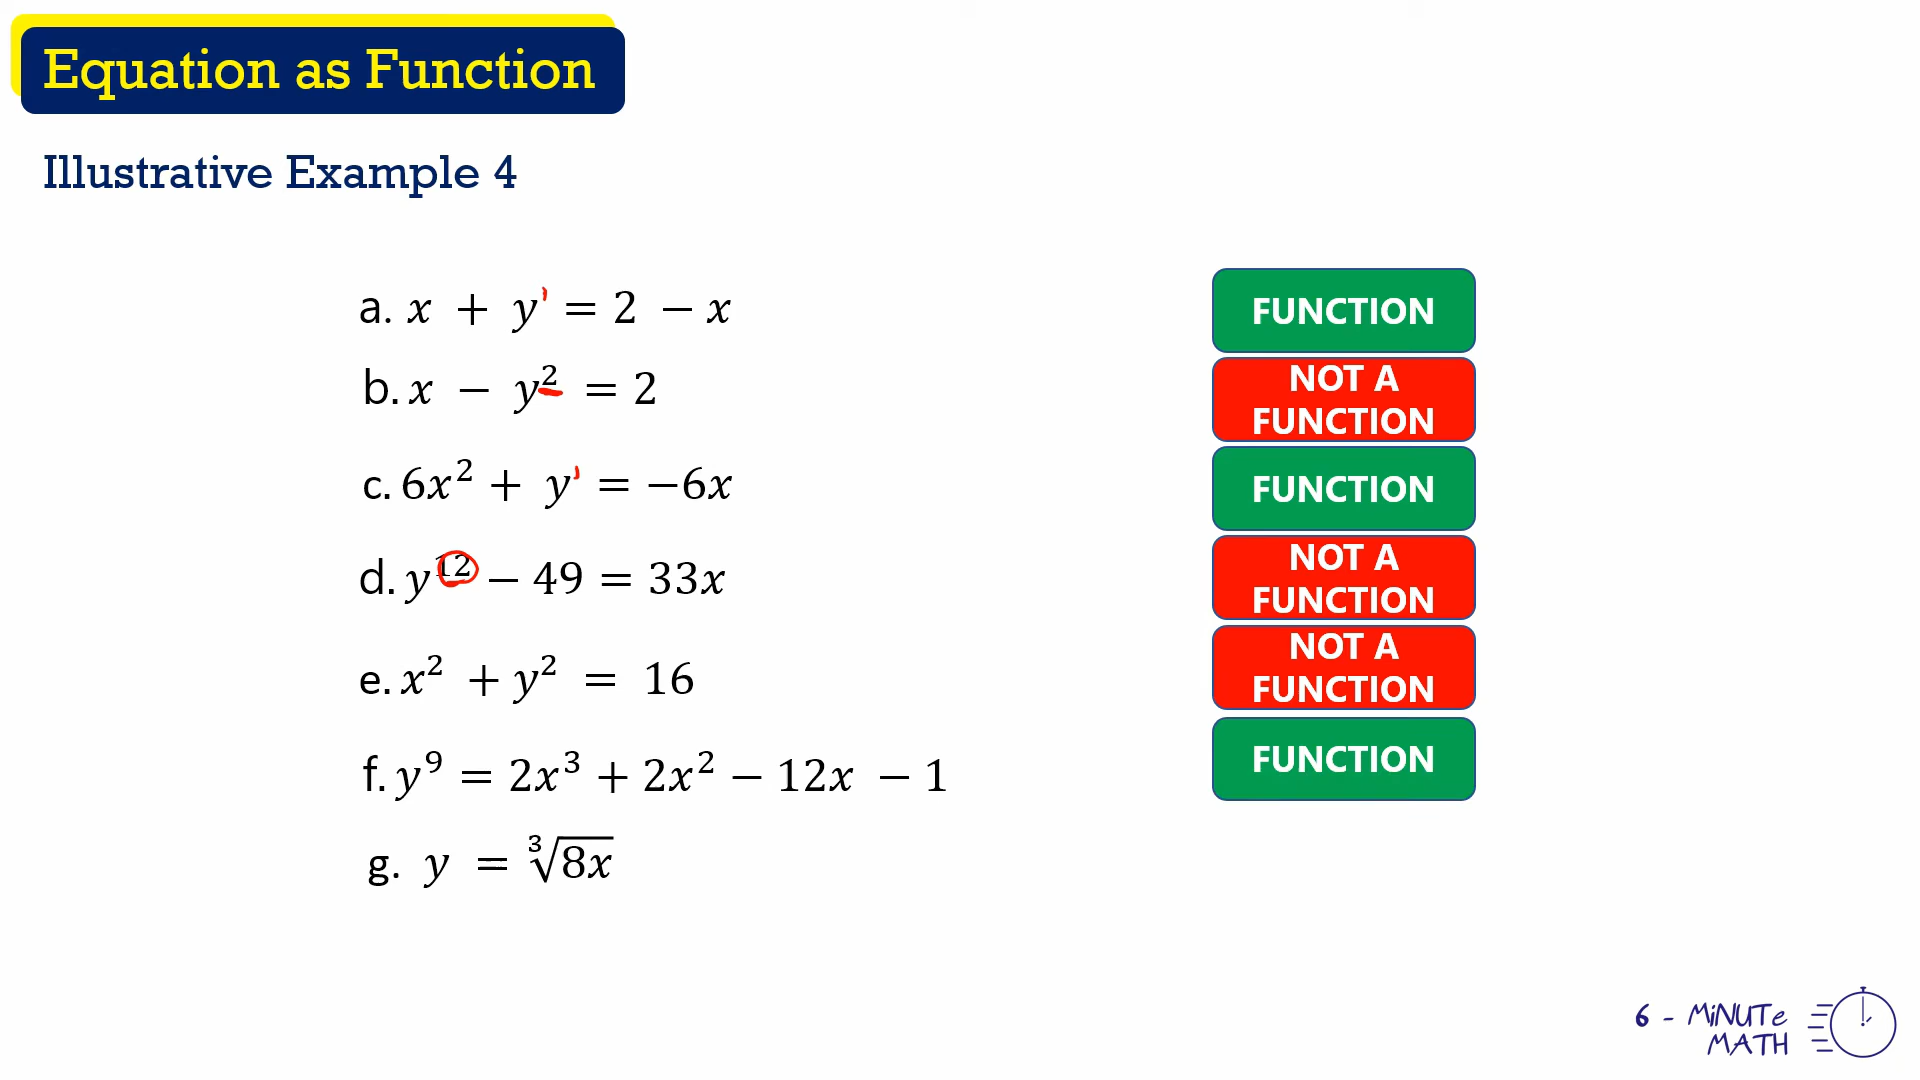 Equation as Function
Illustrative Example 4
a. x + y' = 2 − x
FUNCTION
b. x − y² = 2
NOT A
FUNCTION
c. 6x² + y' = −6x
FUNCTION
d. y¹² − 49 = 33x
NOT A
FUNCTION
e. x² + y² = 16
NOT A
FUNCTION
f. y⁹ = 2x³ + 2x² − 12x − 1
FUNCTION
g. y = ∛8x
6 - MiNUTe
MATH